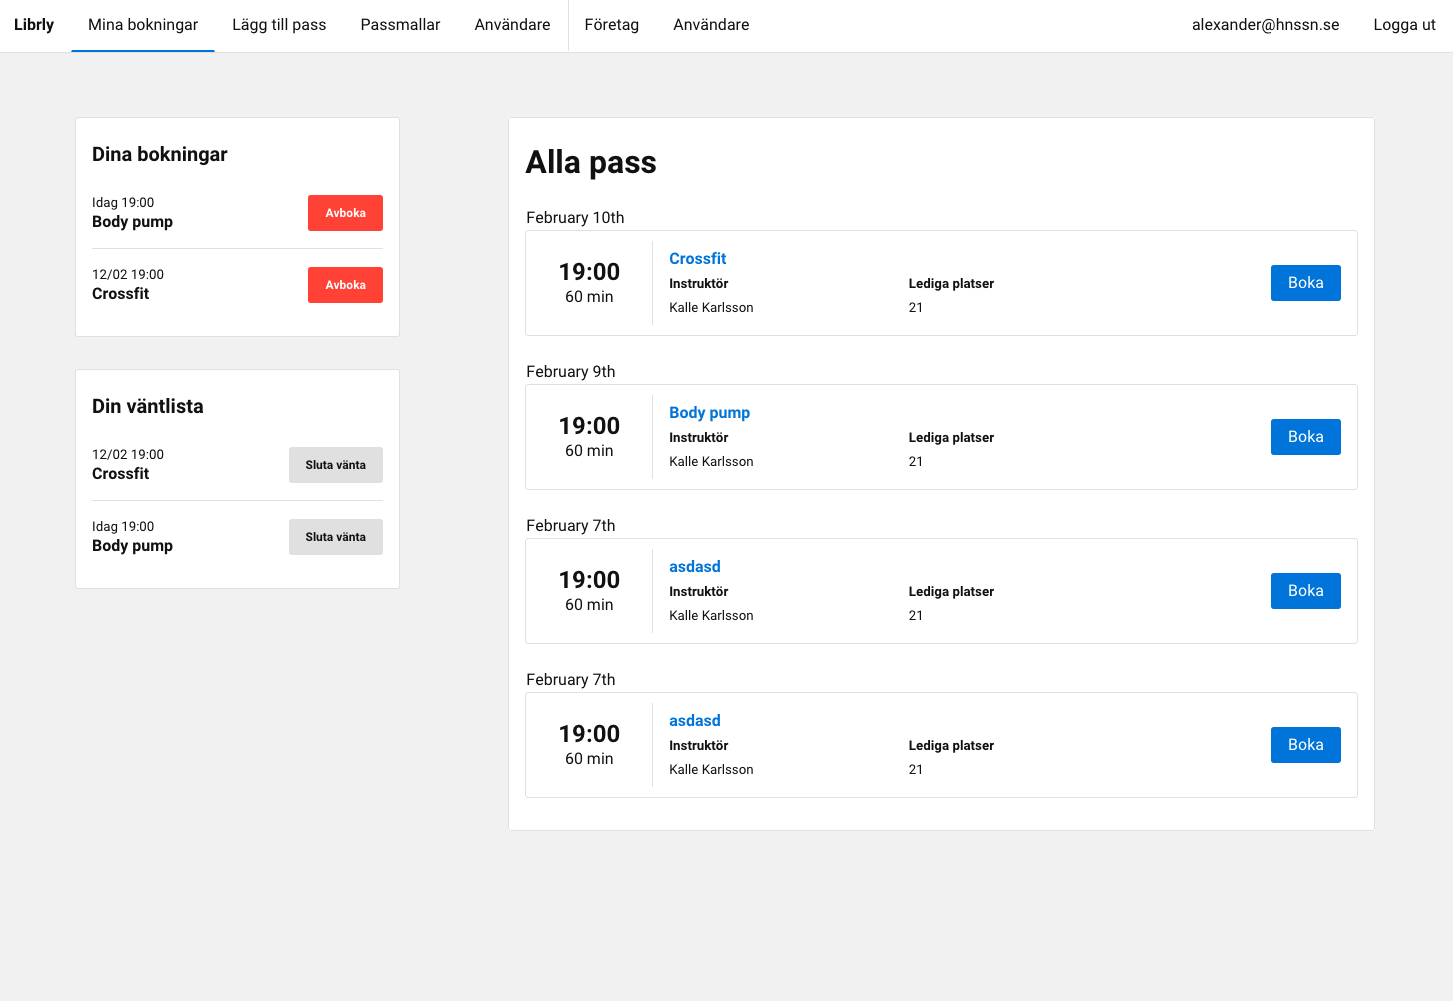 Librly Mina bokningar Lägg till pass Passmallar Användare Företag Användare alexander@hnssn.se Logga ut
Dina bokningar
Idag 19:00
Body pump
Avboka
12/02 19:00
Crossfit
Avboka
Din väntlista
12/02 19:00
Crossfit
Sluta vänta
Idag 19:00
Body pump
Sluta vänta
Alla pass
February 10th
19:00
60 min
Crossfit
Instruktör Lediga platser
Kalle Karlsson 21
Boka
February 9th
19:00
60 min
Body pump
Instruktör Lediga platser
Kalle Karlsson 21
Boka
February 7th
19:00
60 min
asdasd
Instruktör Lediga platser
Kalle Karlsson 21
Boka
February 7th
19:00
60 min
asdasd
Instruktör Lediga platser
Kalle Karlsson 21
Boka